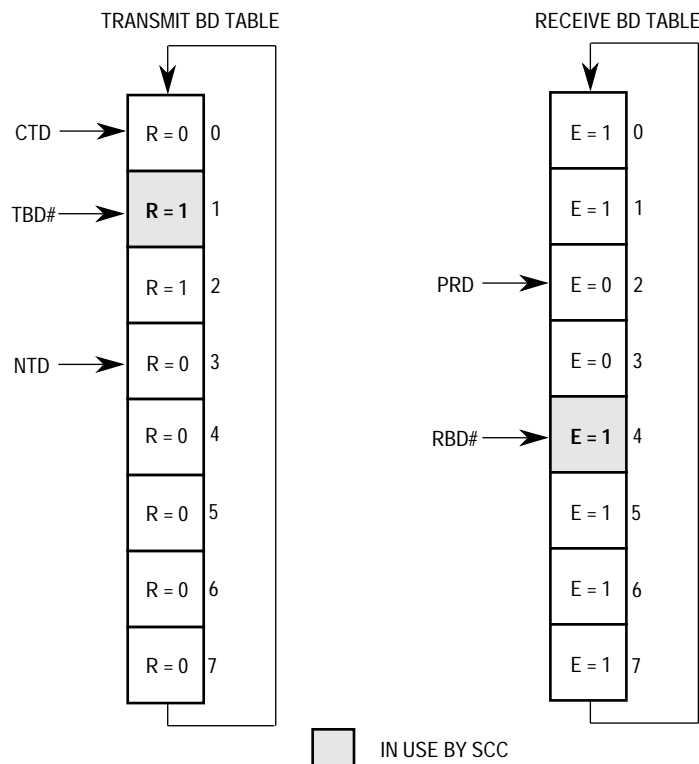 TRANSMIT BD TABLE
CTD
R = 0 0
TBD#
R = 1 1
R = 1 2
NTD
R = 0 3
R = 0 4
R = 0 5
R = 0 6
R = 0 7
RECEIVE BD TABLE
E = 1 0
E = 1 1
PRD
E = 0 2
E = 0 3
RBD#
E = 1 4
E = 1 5
E = 1 6
E = 1 7
IN USE BY SCC